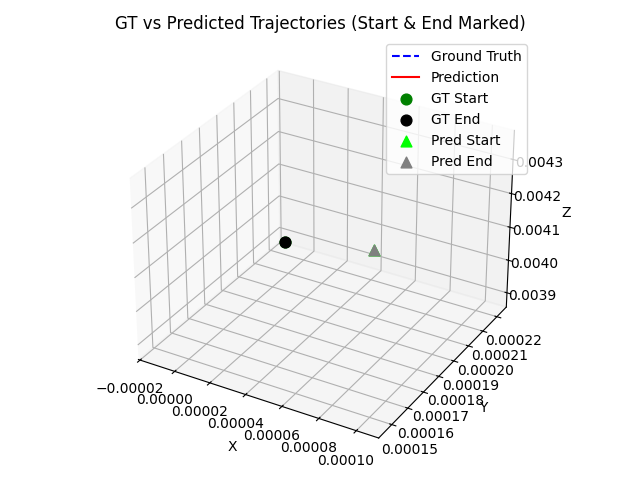 GT vs Predicted Trajectories (Start & End Marked)
Ground Truth
Prediction
GT Start
GT End
Pred Start
Pred End
0.0043
0.0042
Z
0.0041
0.0040
0.0039
0.00022
0.00021
0.00020
0.00019
0.00018
Y
0.00017
0.00016
0.00015
−0.00002
0.00000
0.00002
0.00004
0.00006
0.00008
0.00010
X